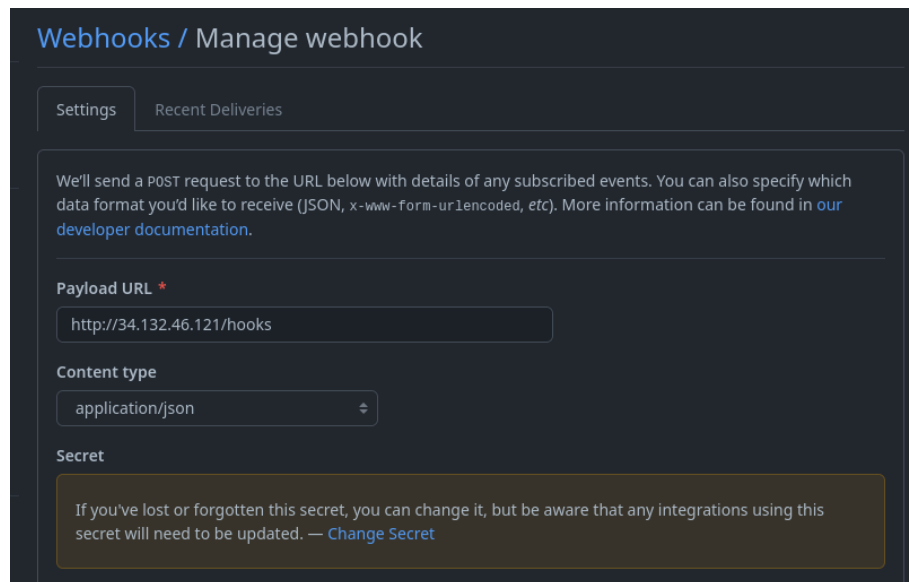 Webhooks / Manage webhook
Settings
Recent Deliveries
We'll send a POST request to the URL below with details of any subscribed events. You can also specify which
data format you'd like to receive (JSON, x-www-form-urlencoded, etc). More information can be found in our
developer documentation.
Payload URL *
http://34.132.46.121/hooks
Content type
application/json
Secret
If you've lost or forgotten this secret, you can change it, but be aware that any integrations using this
secret will need to be updated. — Change Secret